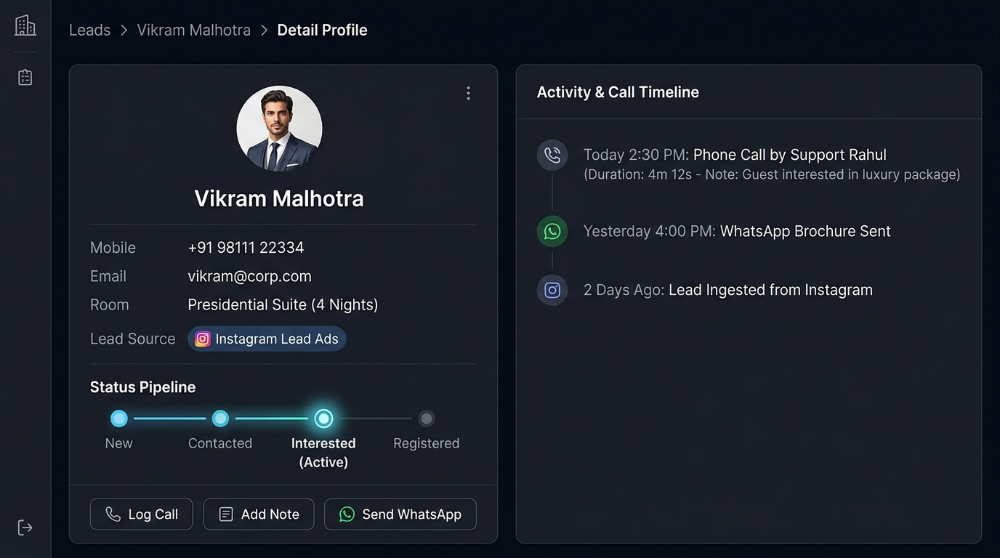 Leads > Vikram Malhotra > Detail Profile
Vikram Malhotra
Mobile +91 98111 22334
Email vikram@corp.com
Room Presidential Suite (4 Nights)
Lead Source Instagram Lead Ads
Status Pipeline
New Contacted Interested Registered
(Active)
Log Call Add Note Send WhatsApp
Activity & Call Timeline
Today 2:30 PM: Phone Call by Support Rahul
(Duration: 4m 12s - Note: Guest interested in luxury package)
Yesterday 4:00 PM: WhatsApp Brochure Sent
2 Days Ago: Lead Ingested from Instagram